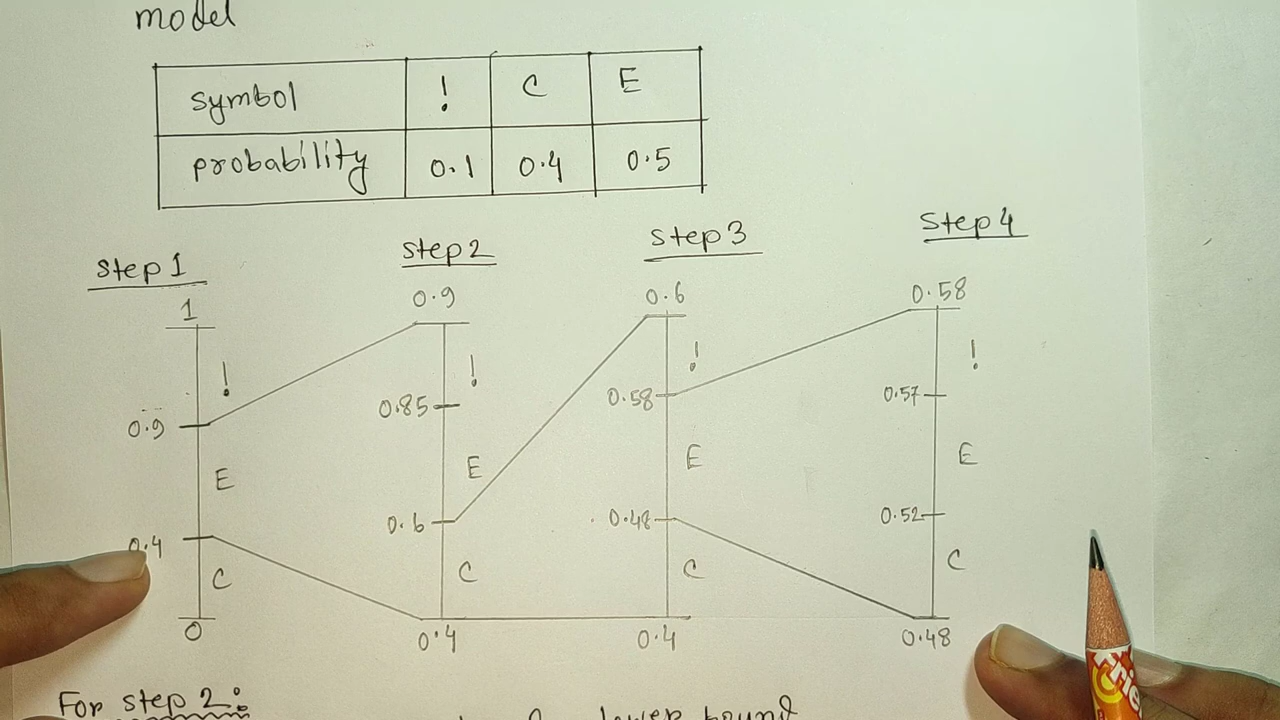 model
symbol ! C E
probability 0.1 0.4 0.5
Step 1 Step 2 Step 3 Step 4
1 0.9 0.6 0.58
! ! ! !
0.9 0.85 0.58 0.57
E E E E
0.4 0.6 0.48 0.52
C C C C
0 0.4 0.4 0.48
For step 2:
lower bound